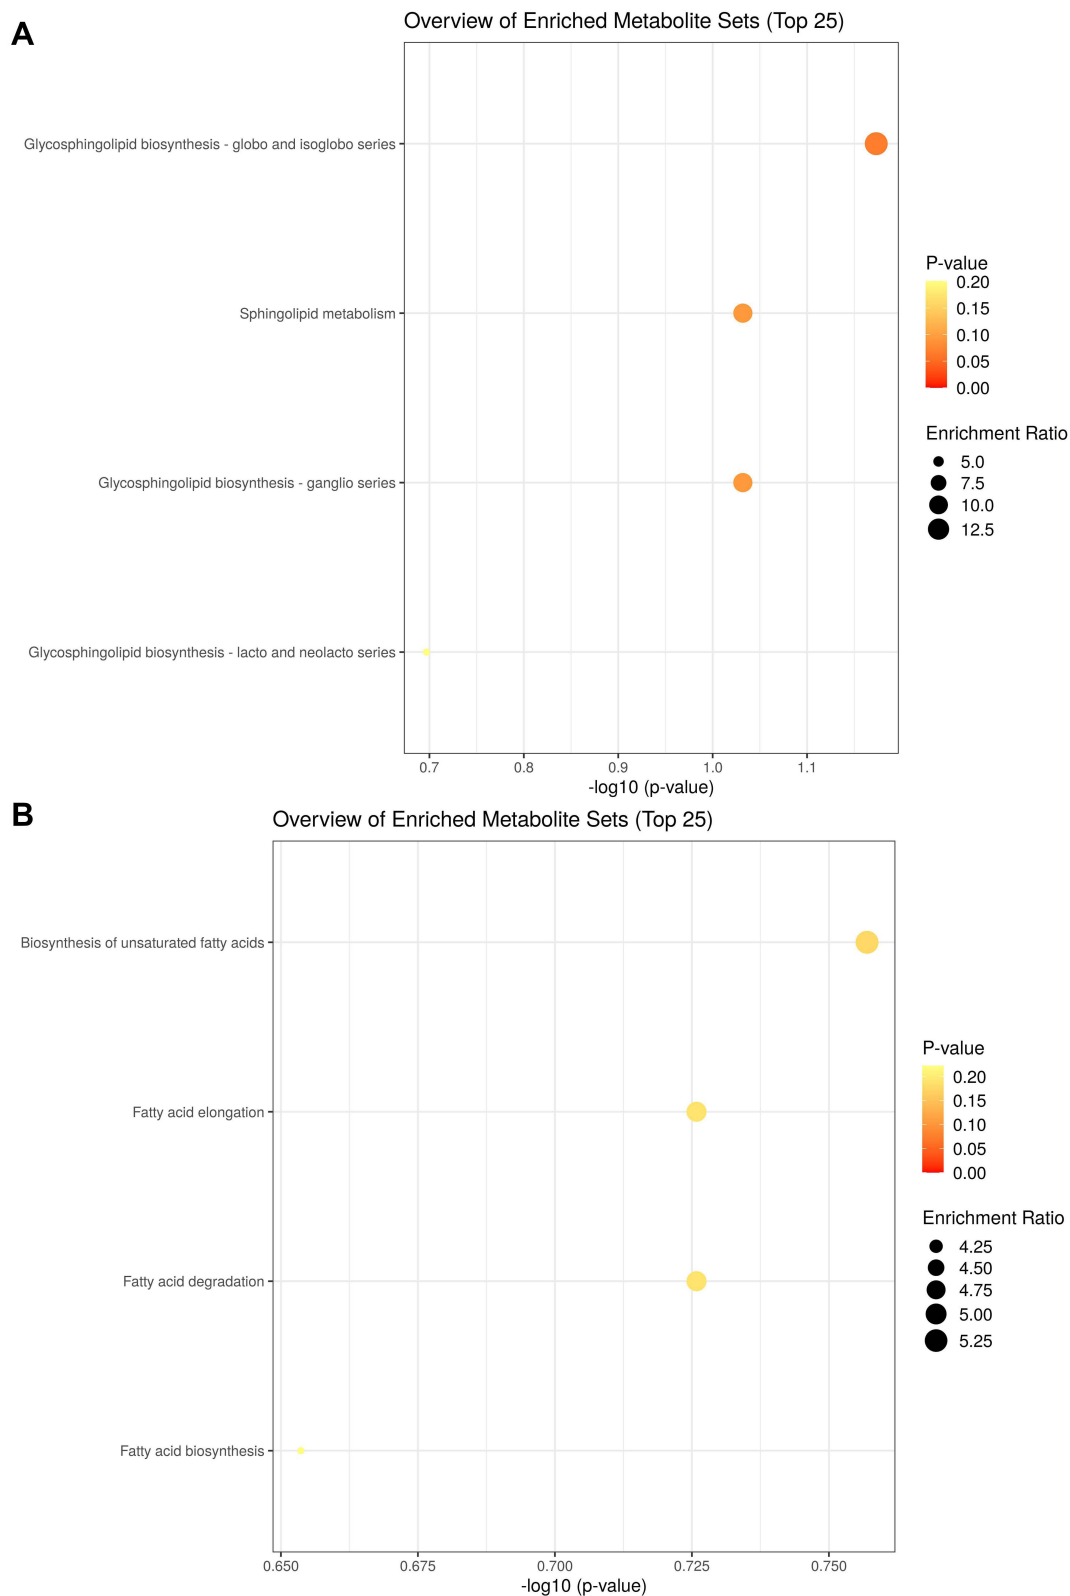 A
Overview of Enriched Metabolite Sets (Top 25)
Glycosphingolipid biosynthesis - globo and isoglobo series
Sphingolipid metabolism
Glycosphingolipid biosynthesis - ganglio series
Glycosphingolipid biosynthesis - lacto and neolacto series
0.7 0.8 0.9 1.0 1.1
-log10 (p-value)
P-value
0.20
0.15
0.10
0.05
0.00
Enrichment Ratio
5.0
7.5
10.0
12.5
B
Overview of Enriched Metabolite Sets (Top 25)
Biosynthesis of unsaturated fatty acids
Fatty acid elongation
Fatty acid degradation
Fatty acid biosynthesis
0.650 0.675 0.700 0.725 0.750
-log10 (p-value)
P-value
0.20
0.15
0.10
0.05
0.00
Enrichment Ratio
4.25
4.50
4.75
5.00
5.25